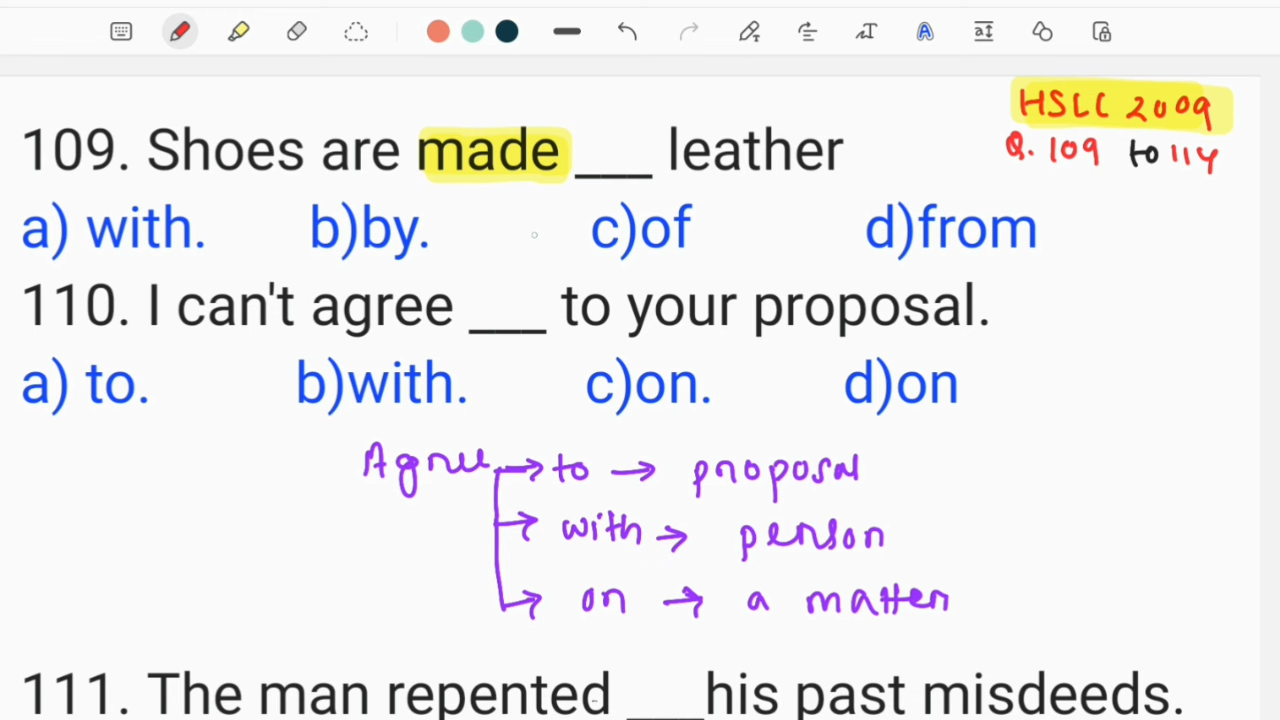 HSLC 2009
Q. 109 to 114
109. Shoes are made ___ leather
a) with. b)by. c)of d)from
110. I can't agree ___ to your proposal.
a) to. b)with. c)on. d)on
Agree → to → proposal
→ with → person
→ on → a matter
111. The man repented ___his past misdeeds.